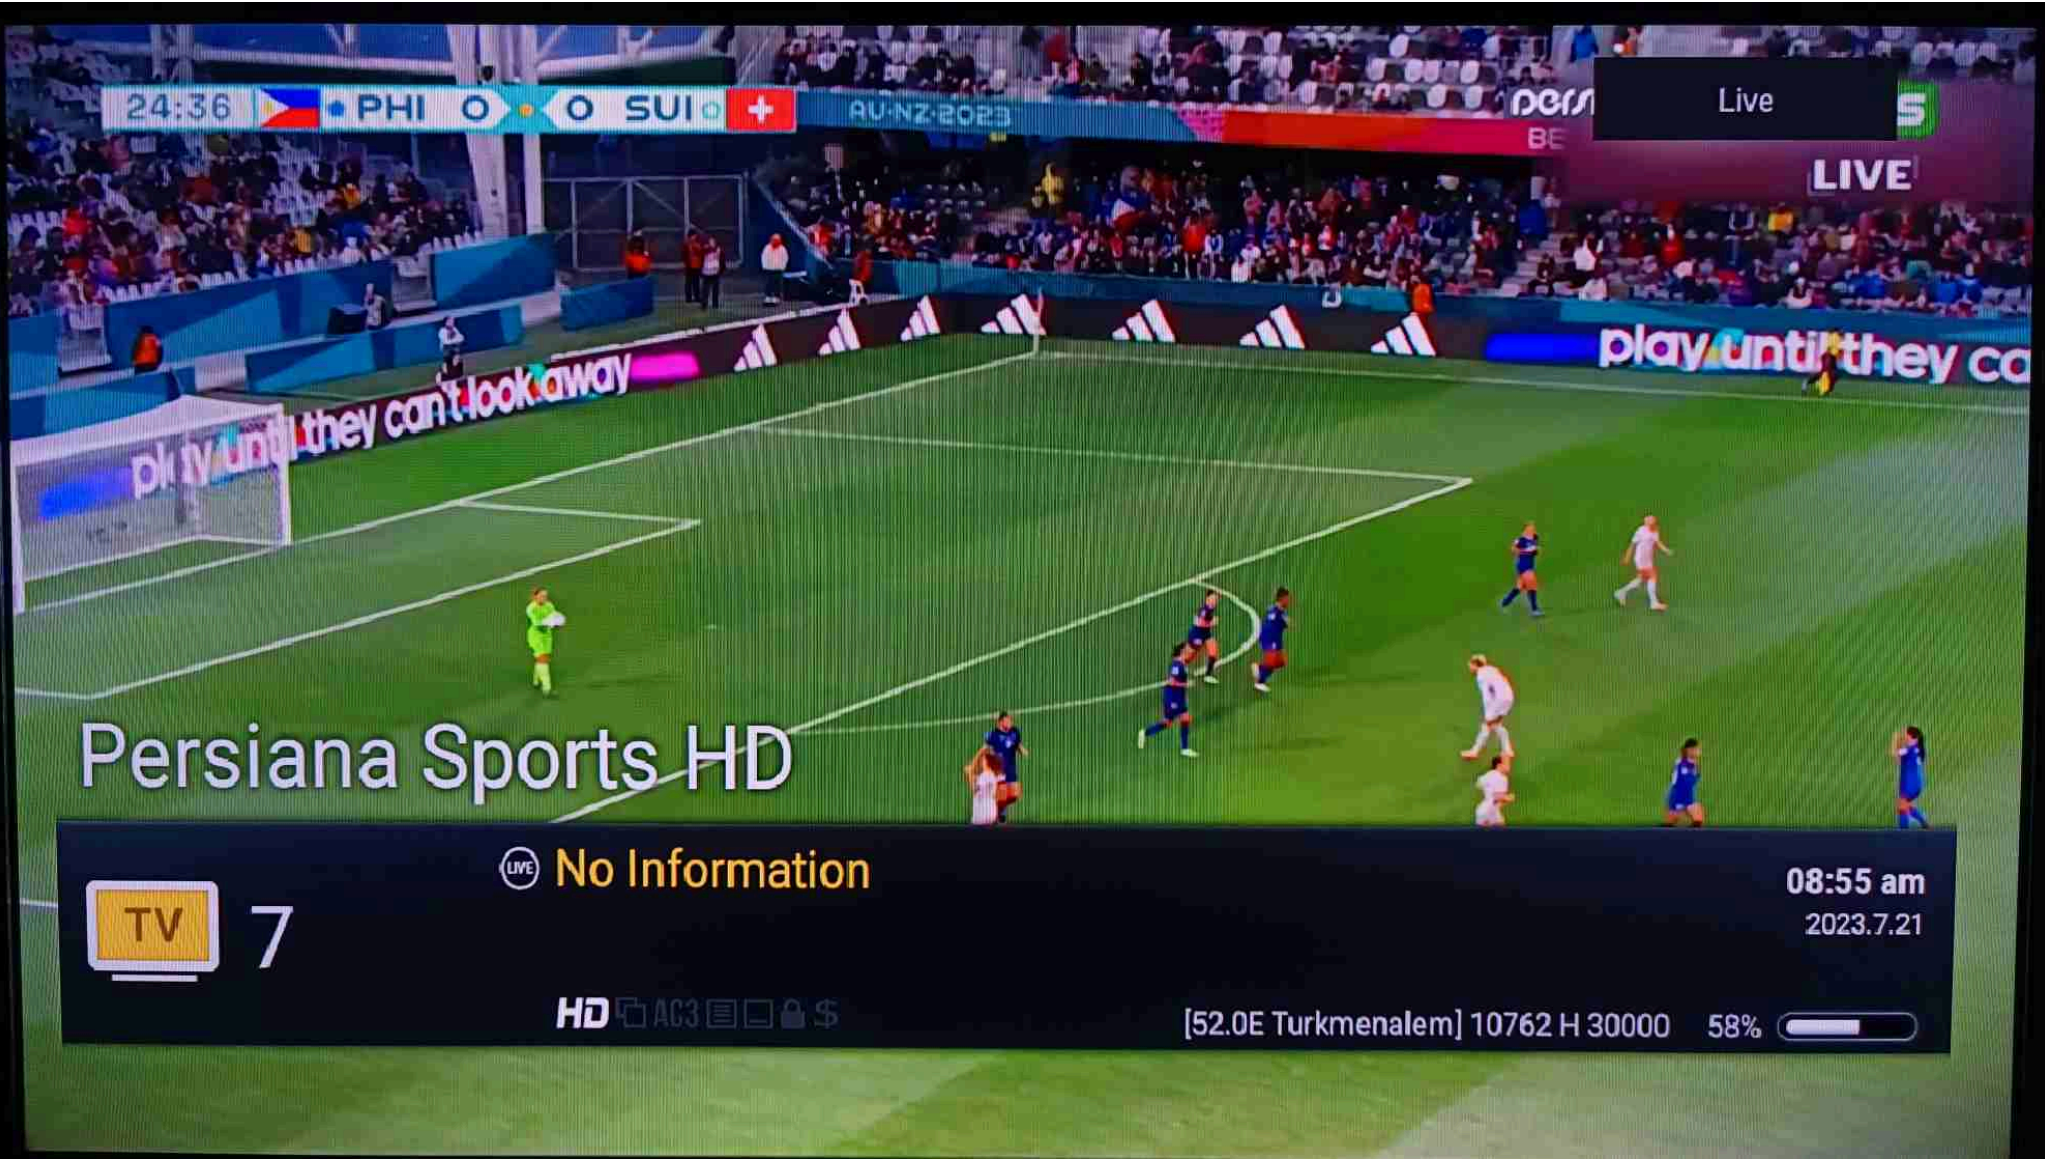 24:36 PHI 0 0 SUI
AU·NZ·2023
Live
LIVE
play until they can't look away
play until they ca
Persiana Sports HD
TV 7
LIVE No Information
08:55 am
2023.7.21
HD AC3 $
[52.0E Turkmenalem] 10762 H 30000 58%